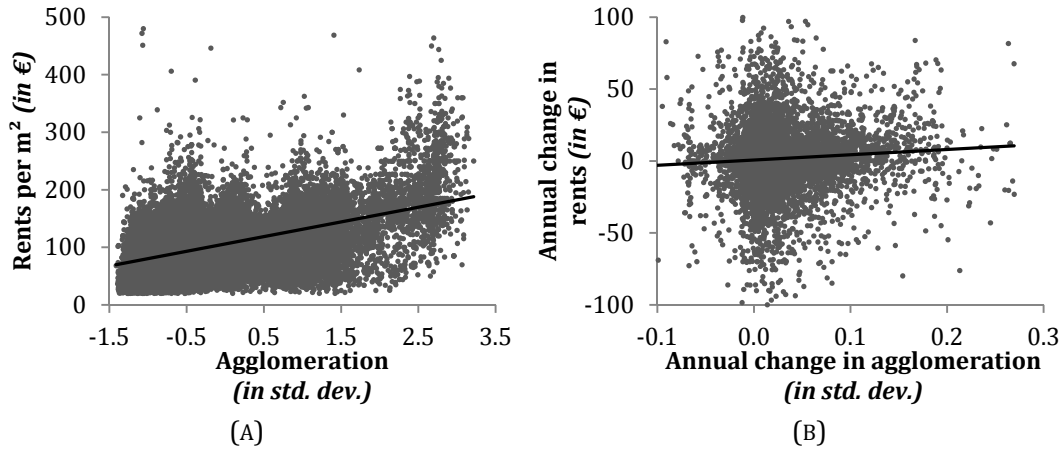 Rents per m² (in €)
500
400
300
200
100
0
-1.5
-0.5
0.5
1.5
2.5
3.5
Agglomeration
(in std. dev.)
(A)
Annual change in
rents (in €)
100
50
0
-50
-100
-0.1
0.0
0.1
0.2
0.3
Annual change in agglomeration
(in std. dev.)
(B)